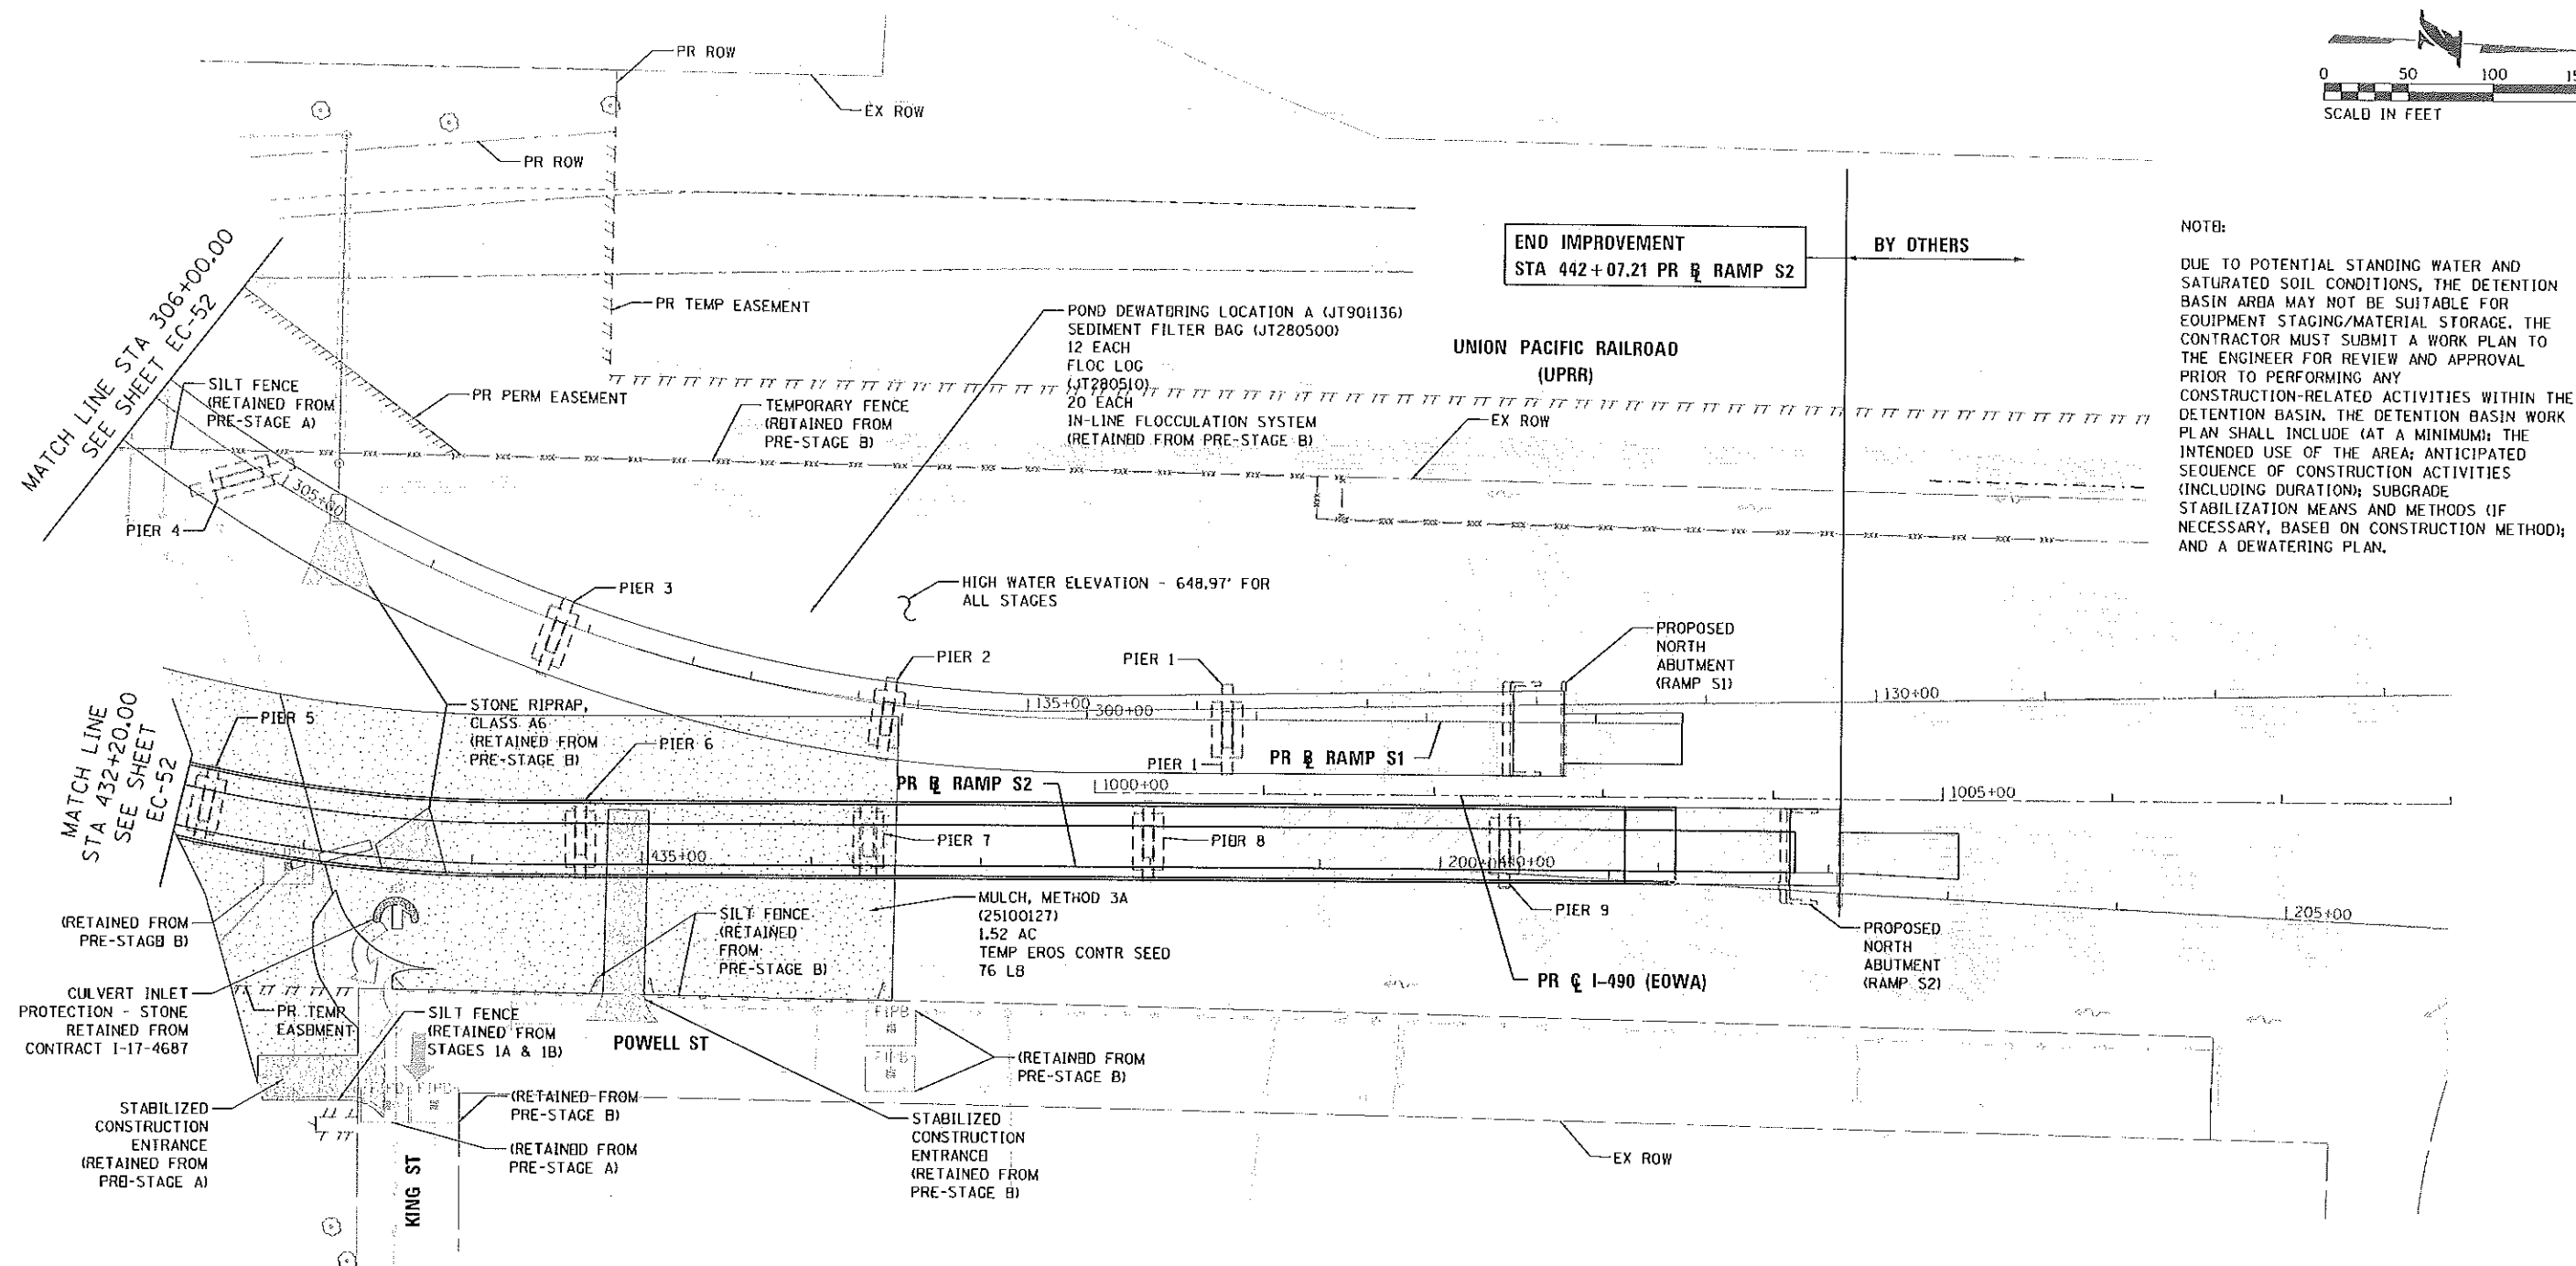 PR ROW
EX ROW
PR ROW
0 50 100
SCALE IN FEET
MATCH LINE STA 306+00.00
SEE SHEET EC-52
END IMPROVEMENT
STA 442+07.21 PR ⅊ RAMP S2
BY OTHERS
NOTE:
DUE TO POTENTIAL STANDING WATER AND
SATURATED SOIL CONDITIONS, THE DETENTION
BASIN AREA MAY NOT BE SUITABLE FOR
EQUIPMENT STAGING/MATERIAL STORAGE. THE
CONTRACTOR MUST SUBMIT A WORK PLAN TO
THE ENGINEER FOR REVIEW AND APPROVAL
PRIOR TO PERFORMING ANY
CONSTRUCTION-RELATED ACTIVITIES WITHIN THE
DETENTION BASIN. THE DETENTION BASIN WORK
PLAN SHALL INCLUDE (AT A MINIMUM): THE
INTENDED USE OF THE AREA; ANTICIPATED
SEQUENCE OF CONSTRUCTION ACTIVITIES
(INCLUDING DURATION); SUBGRADE
STABILIZATION MEANS AND METHODS (IF
NECESSARY, BASED ON CONSTRUCTION METHOD);
AND A DEWATERING PLAN.
PR TEMP EASEMENT
POND DEWATERING LOCATION A (JT901136)
SEDIMENT FILTER BAG (JT280500)
12 EACH
FLOC LOG
(JT280510)
20 EACH
IN-LINE FLOCCULATION SYSTEM
(RETAINED FROM PRE-STAGE B)
UNION PACIFIC RAILROAD
(UPRR)
SILT FENCE
(RETAINED FROM
PRE-STAGE A)
PR PERM EASEMENT
TEMPORARY FENCE
(RETAINED FROM
PRE-STAGE B)
EX ROW
305+00
PIER 4
PIER 3
HIGH WATER ELEVATION - 648.97' FOR
ALL STAGES
PIER 2
PIER 1
PROPOSED
NORTH
ABUTMENT
(RAMP S1)
135+00
300+00
130+00
MATCH LINE
STA 432+20.00
SEE SHEET
EC-52
PIER 5
STONE RIPRAP,
CLASS A6
(RETAINED FROM
PRE-STAGE B)
PIER 6
PIER 1
PR ⅊ RAMP S1
PR ⅊ RAMP S2
1000+00
1005+00
435+00
PIER 7
PIER 8
200+00
440+00
PIER 9
205+00
(RETAINED FROM
PRE-STAGE B)
SILT FENCE
(RETAINED
FROM
PRE-STAGE B)
MULCH, METHOD 3A
(25100127)
1.52 AC
TEMP EROS CONTR SEED
76 LB
PROPOSED
NORTH
ABUTMENT
(RAMP S2)
PR ℄ I-490 (EOWA)
CULVERT INLET
PROTECTION - STONE
RETAINED FROM
CONTRACT I-17-4687
PR TEMP
EASEMENT
SILT FENCE
(RETAINED FROM
STAGES 1A & 1B)
POWELL ST
FIPB
FIPB
(RETAINED FROM
PRE-STAGE B)
STABILIZED
CONSTRUCTION
ENTRANCE
(RETAINED FROM
PRE-STAGE A)
(RETAINED FROM
PRE-STAGE B)
(RETAINED FROM
PRE-STAGE A)
KING ST
STABILIZED
CONSTRUCTION
ENTRANCE
(RETAINED FROM
PRE-STAGE B)
EX ROW